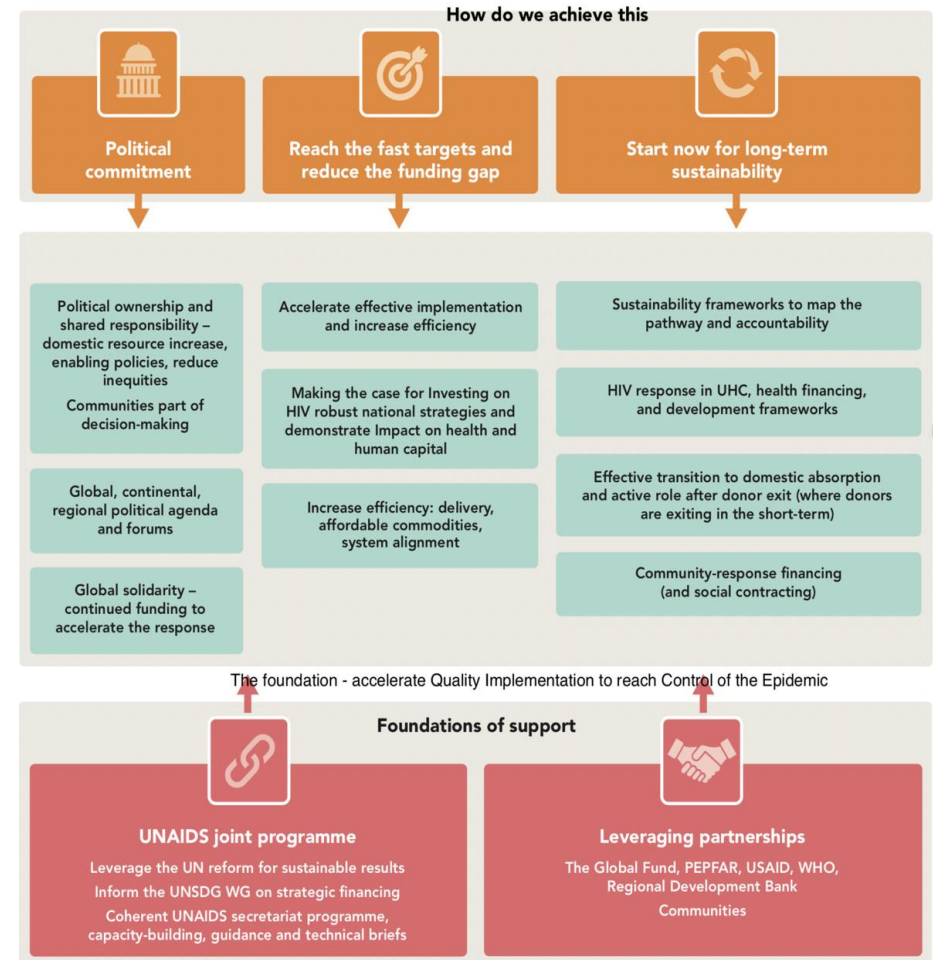 How do we achieve this
Political
commitment
Reach the fast targets and
reduce the funding gap
Start now for long-term
sustainability
Political ownership and
shared responsibility –
domestic resource increase,
enabling policies, reduce
inequities
Communities part of
decision-making
Global, continental,
regional political agenda
and forums
Global solidarity –
continued funding to
accelerate the response
Accelerate effective implementation
and increase efficiency
Making the case for Investing on
HIV robust national strategies and
demonstrate Impact on health and
human capital
Increase efficiency: delivery,
affordable commodities,
system alignment
Sustainability frameworks to map the
pathway and accountability
HIV response in UHC, health financing,
and development frameworks
Effective transition to domestic absorption
and active role after donor exit (where donors
are exiting in the short-term)
Community-response financing
(and social contracting)
The foundation - accelerate Quality Implementation to reach Control of the Epidemic
Foundations of support
UNAIDS joint programme
Leverage the UN reform for sustainable results
Inform the UNSDG WG on strategic financing
Coherent UNAIDS secretariat programme,
capacity-building, guidance and technical briefs
Leveraging partnerships
The Global Fund, PEPFAR, USAID, WHO,
Regional Development Bank
Communities